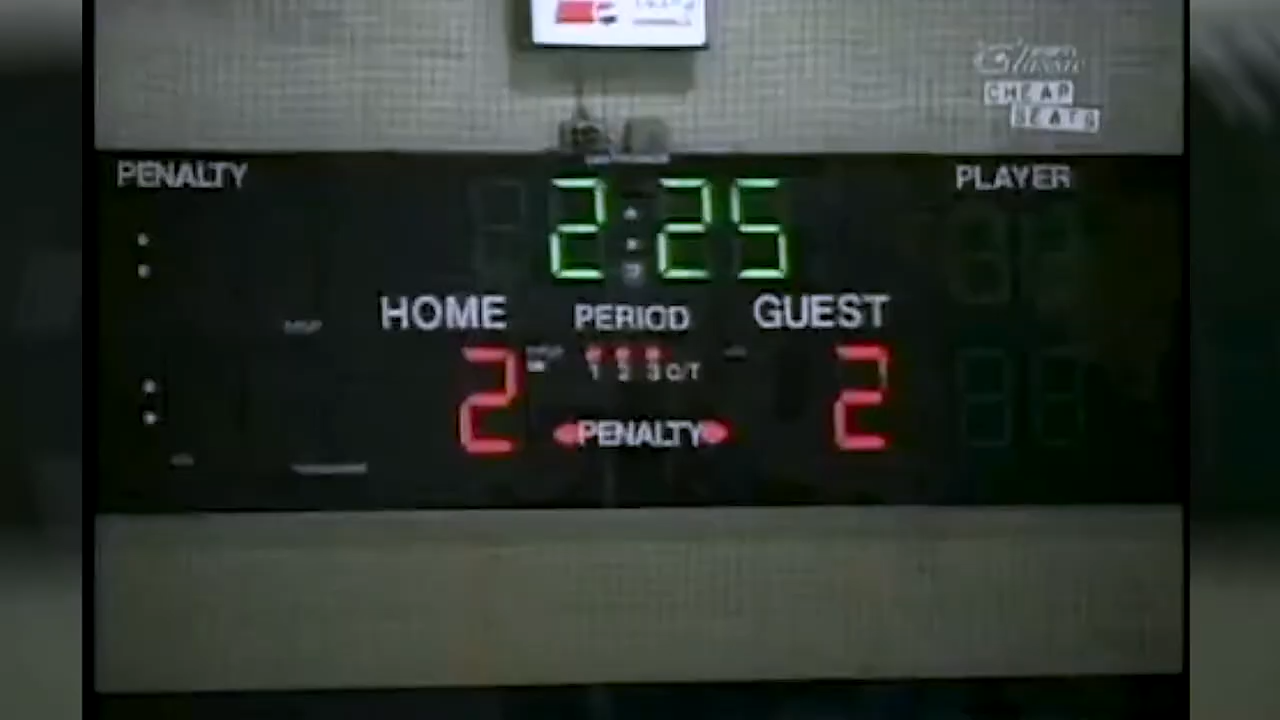 Classic
CHEAP
SEATS
PENALTY
PLAYER
2:25
HOME
PERIOD
GUEST
2
1 2 3 O/T
2
PENALTY